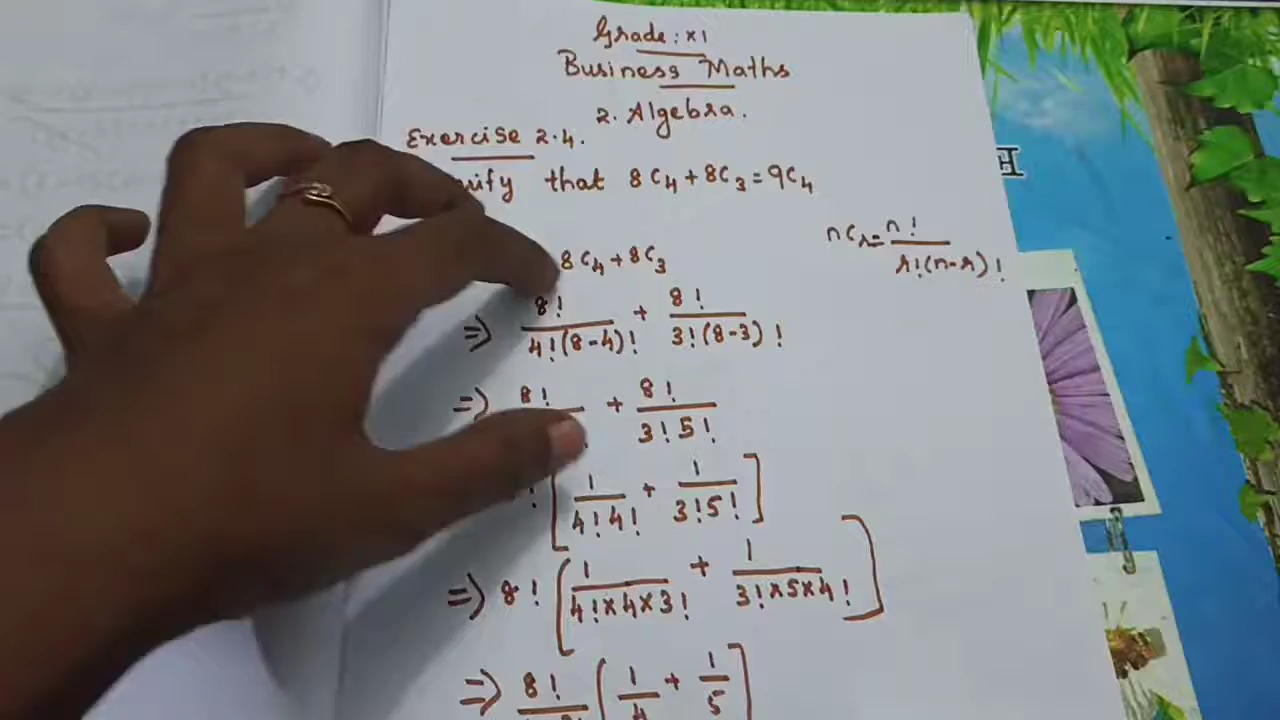 Grade: XI
Business Maths
2. Algebra.
Exercise 2.4.
that 8C4 + 8C3 = 9C4
nCr = n! / r!(n-r)!
8C4 + 8C3
=> 8! / 4!(8-4)! + 8! / 3!(8-3)!
=> 8! + 8! / 3!5!
! [ 1 / 4!4! + 1 / 3!5! ]
=> 8! [ 1 / 4!×4×3! + 1 / 3!×5×4! ]
=> 8! [ 1 / 4 + 1 / 5 ]
H